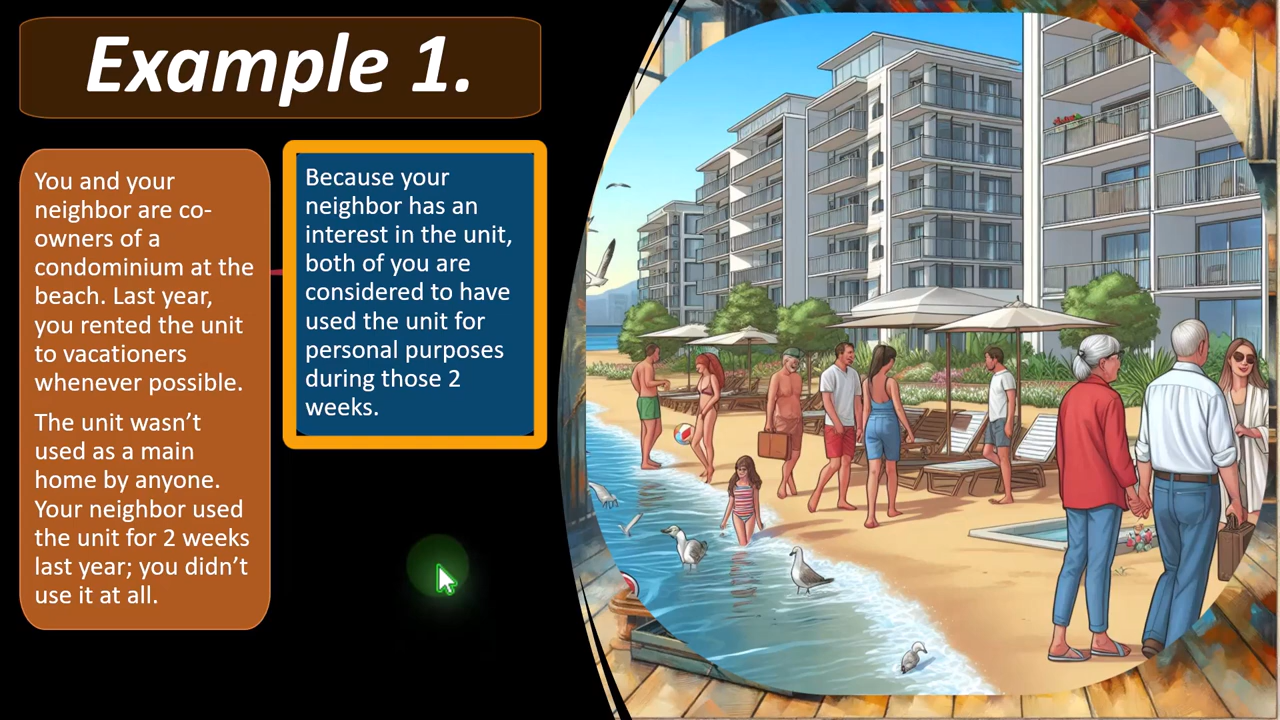 Example 1.
You and your
neighbor are co-
owners of a
condominium at the
beach. Last year,
you rented the unit
to vacationers
whenever possible.
The unit wasn’t
used as a main
home by anyone.
Your neighbor used
the unit for 2 weeks
last year; you didn’t
use it at all.
Because your
neighbor has an
interest in the unit,
both of you are
considered to have
used the unit for
personal purposes
during those 2
weeks.